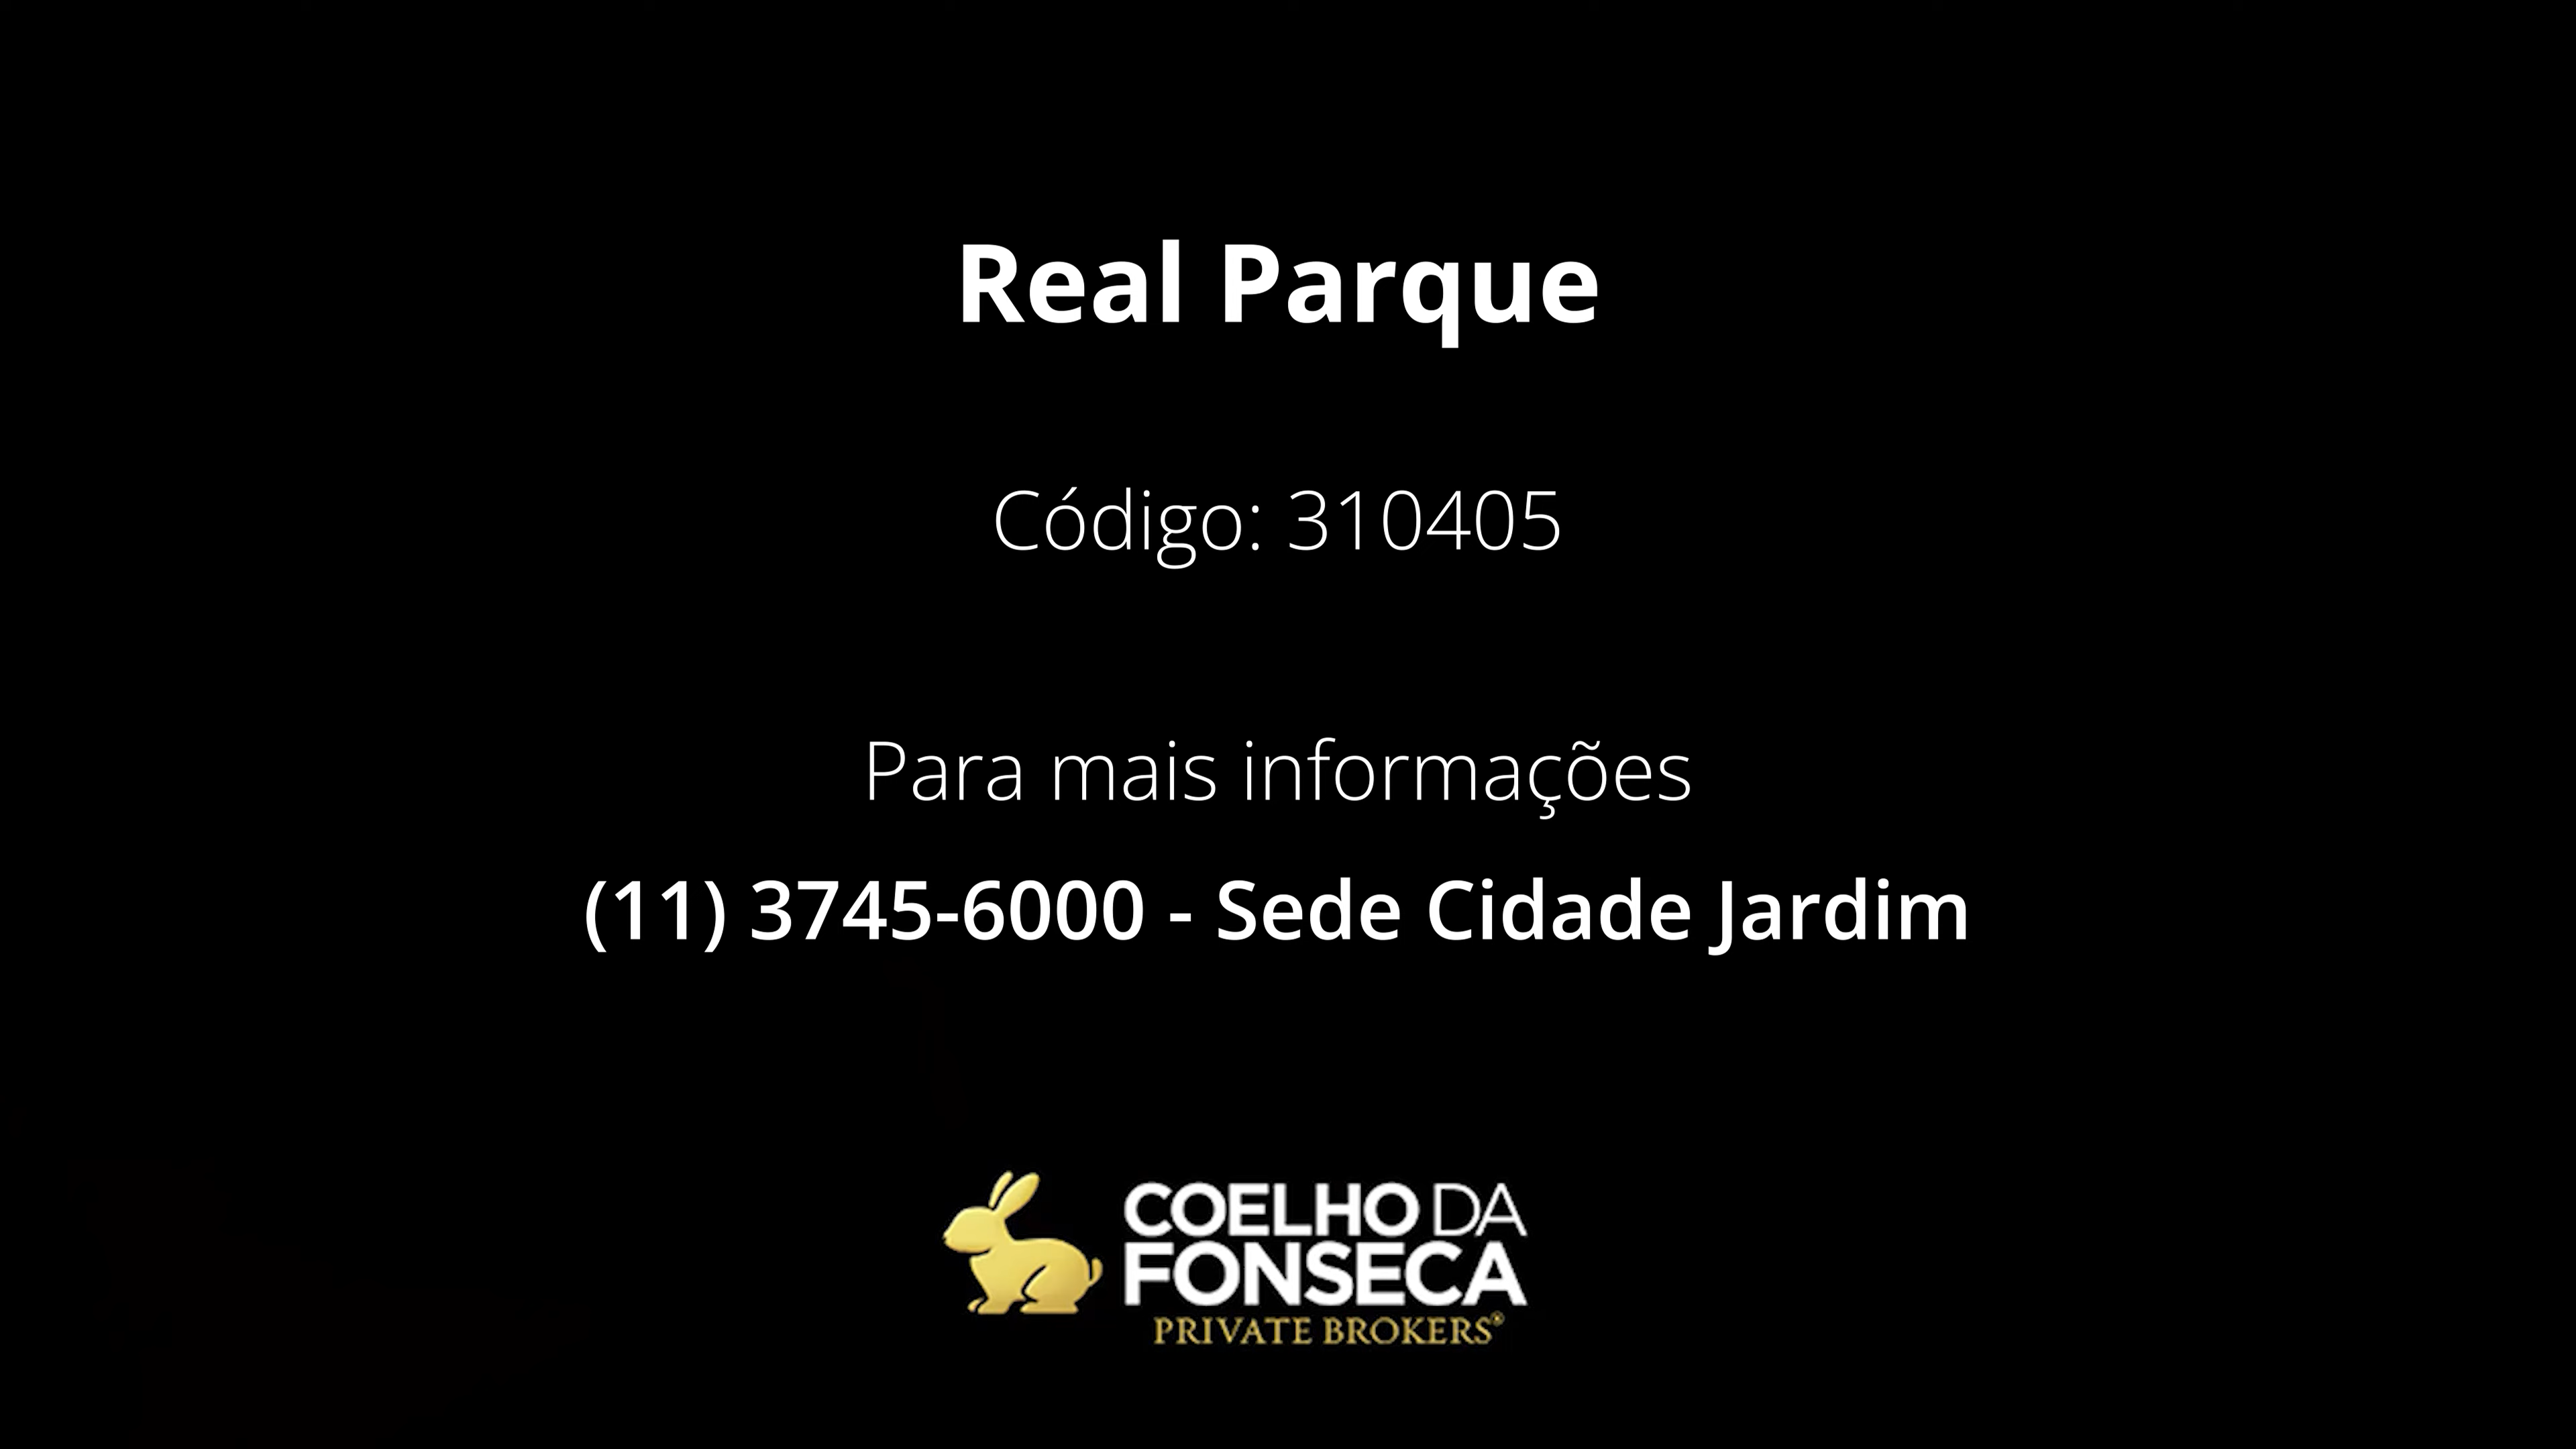 Real Parque
Código: 310405
Para mais informações
(11) 3745-6000 - Sede Cidade Jardim
COELHO DA
FONSECA
PRIVATE BROKERS®